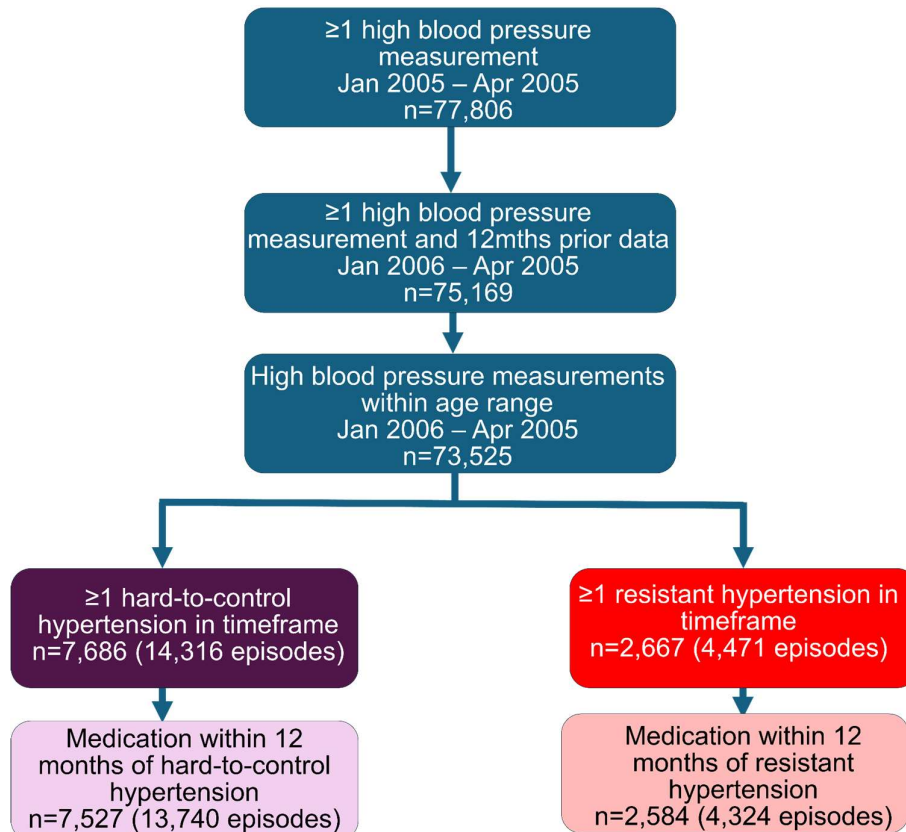 ≥1 high blood pressure
measurement
Jan 2005 – Apr 2005
n=77,806
≥1 high blood pressure
measurement and 12mths prior data
Jan 2006 – Apr 2005
n=75,169
High blood pressure measurements
within age range
Jan 2006 – Apr 2005
n=73,525
≥1 hard-to-control
hypertension in timeframe
n=7,686 (14,316 episodes)
≥1 resistant hypertension in
timeframe
n=2,667 (4,471 episodes)
Medication within 12
months of hard-to-control
hypertension
n=7,527 (13,740 episodes)
Medication within 12
months of resistant
hypertension
n=2,584 (4,324 episodes)